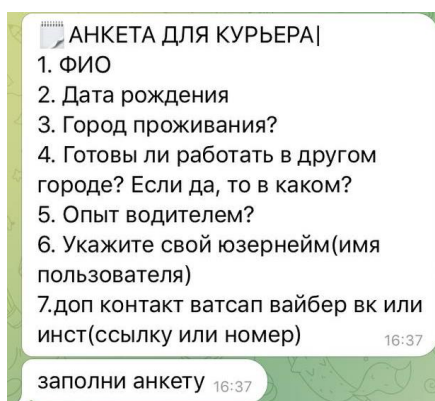 🗒 АНКЕТА ДЛЯ КУРЬЕРА|
1. ФИО
2. Дата рождения
3. Город проживания?
4. Готовы ли работать в другом
городе? Если да, то в каком?
5. Опыт водителем?
6. Укажите свой юзернейм(имя
пользователя)
7.доп контакт ватсап вайбер вк или
инст(ссылку или номер) 16:37
заполни анкету 16:37